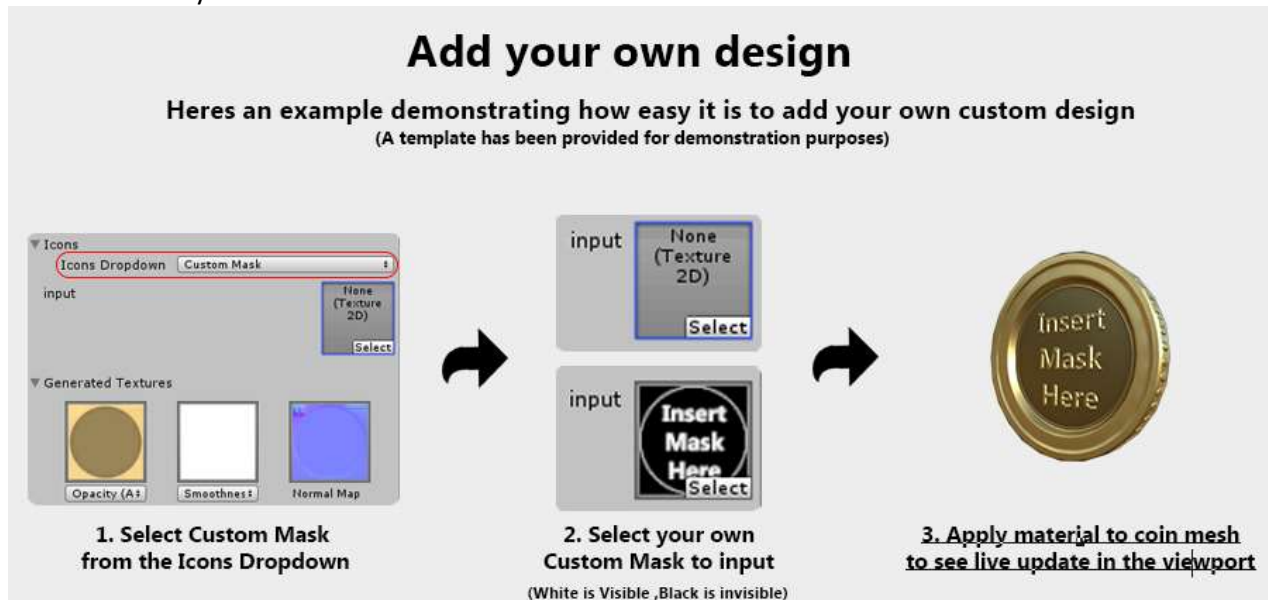 Add your own design
Heres an example demonstrating how easy it is to add your own custom design
(A template has been provided for demonstration purposes)
Icons
Icons Dropdown Custom Mask
input
None
(Texture
2D)
Select
Generated Textures
Opacity (A
Smoothnes
Normal Map
1. Select Custom Mask
from the Icons Dropdown
input
None
(Texture
2D)
Select
input
Insert
Mask
Here
Select
2. Select your own
Custom Mask to input
(White is Visible ,Black is invisible)
Insert
Mask
Here
3. Apply material to coin mesh
to see live update in the viewport